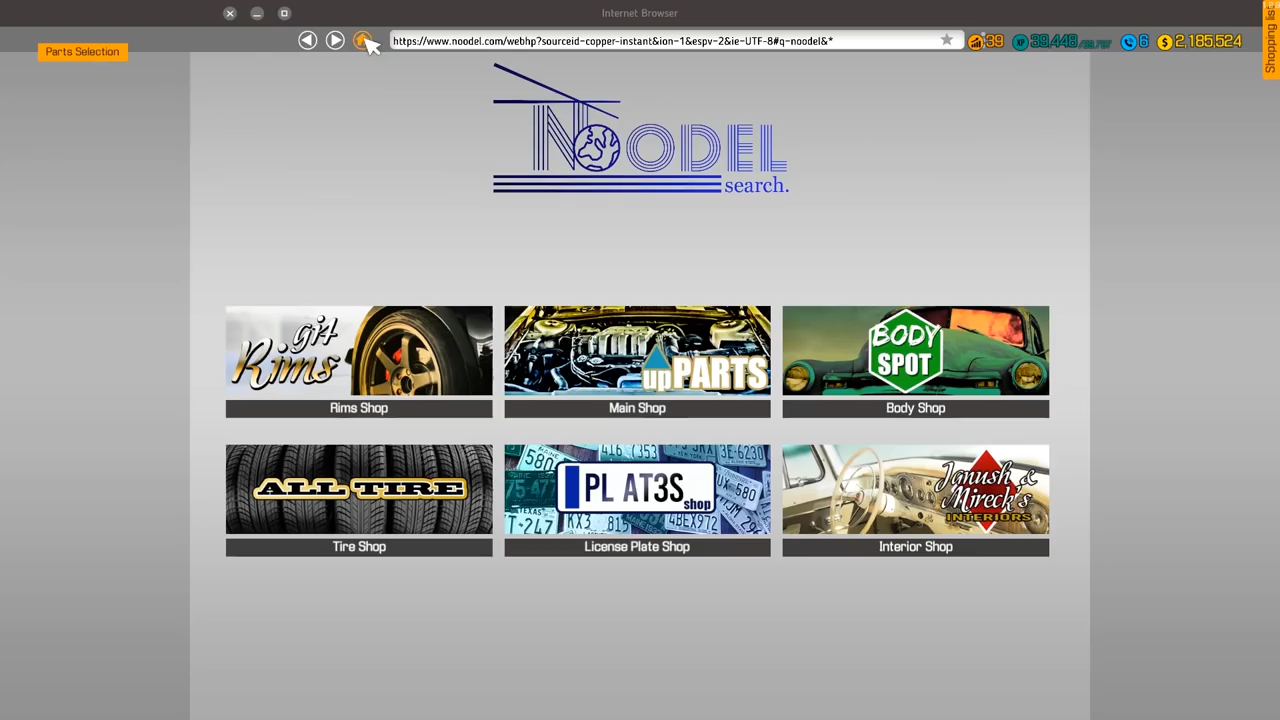 Internet Browser
Parts Selection
https://www.noodel.com/webhp?sourceid-copper-instant&ion-1&espv-2&ie-UTF-8#q-noodel&*
39
39,448
6
2,185,524
Shopping list
NOODEL
search.
git Rims
upPARTS
BODY SPOT
Rims Shop
Main Shop
Body Shop
ALL TIRE
PL AT3S
shop
Janush & Mireck's
INTERIORS
Tire Shop
License Plate Shop
Interior Shop